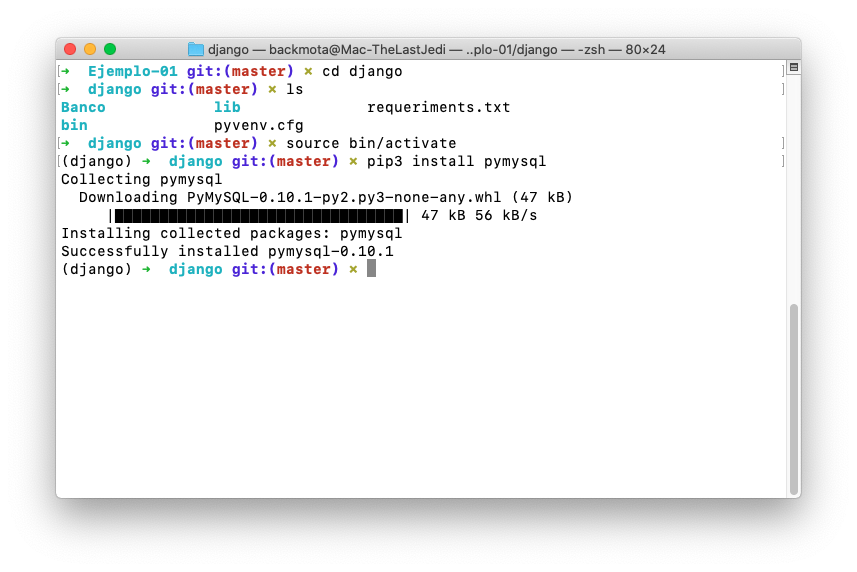 django — backmota@Mac-TheLastJedi — ..plo-01/django — -zsh — 80×24
[➜  Ejemplo-01 git:(master) ✗ cd django ]
[➜  django git:(master) ✗ ls ]
Banco            lib              requeriments.txt
bin              pyvenv.cfg
[➜  django git:(master) ✗ source bin/activate ]
[(django) ➜  django git:(master) ✗ pip3 install pymysql ]
Collecting pymysql
  Downloading PyMySQL-0.10.1-py2.py3-none-any.whl (47 kB)
     |████████████████████████████████| 47 kB 56 kB/s
Installing collected packages: pymysql
Successfully installed pymysql-0.10.1
(django) ➜  django git:(master) ✗